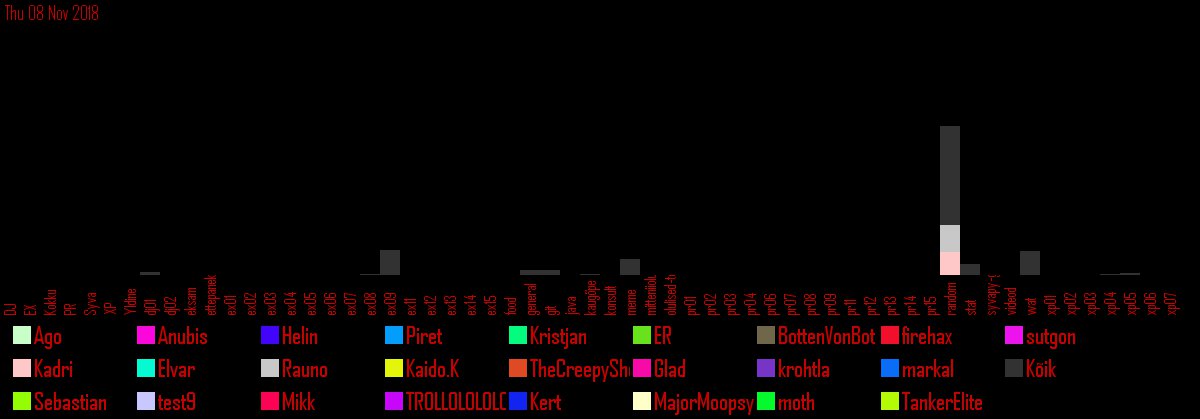 Thu 08 Nov 2018
DJ EX Kokku PR Syva XP Yldine dj01 dj02 eksam ettepanek ex01 ex02 ex03 ex04 ex05 ex06 ex07 ex08 ex09 ex11 ex12 ex13 ex14 ex15 food general git java kaugõpe konsult meme mitteniilol. olulised-h pr01 pr02 pr03 pr04 pr06 pr07 pr08 pr09 pr11 pr12 pr13 pr14 pr15 random stat videod waf xp01 xp02 xp03 xp04 xp05 xp06 xp07
Ago Anubis Helin Piret Kristjan ER BottenVonBot firehax sutgon
Kadri Elvar Rauno Kaido.K TheCreepySh Glad krohtla markal Kõik
Sebastian test9 Mikk TROLLOLOLOLO Kert MajorMoopsy moth TankerElite